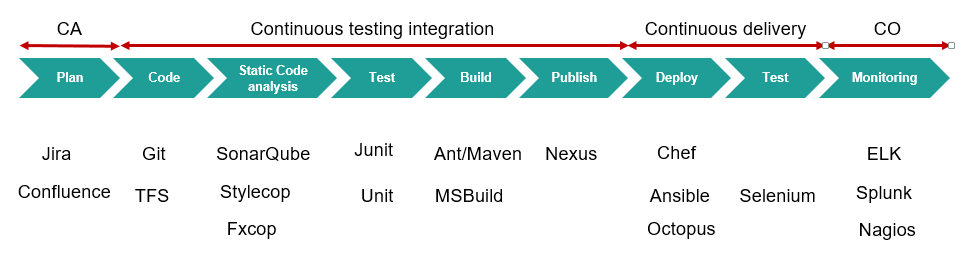 CA
Continuous testing integration
Continuous delivery
CO
Plan
Code
Static Code
analysis
Test
Build
Publish
Deploy
Test
Monitoring
Jira
Git
SonarQube
Junit
Ant/Maven
Nexus
Chef
ELK
Confluence
TFS
Stylecop
Unit
MSBuild
Ansible
Selenium
Splunk
Fxcop
Octopus
Nagios